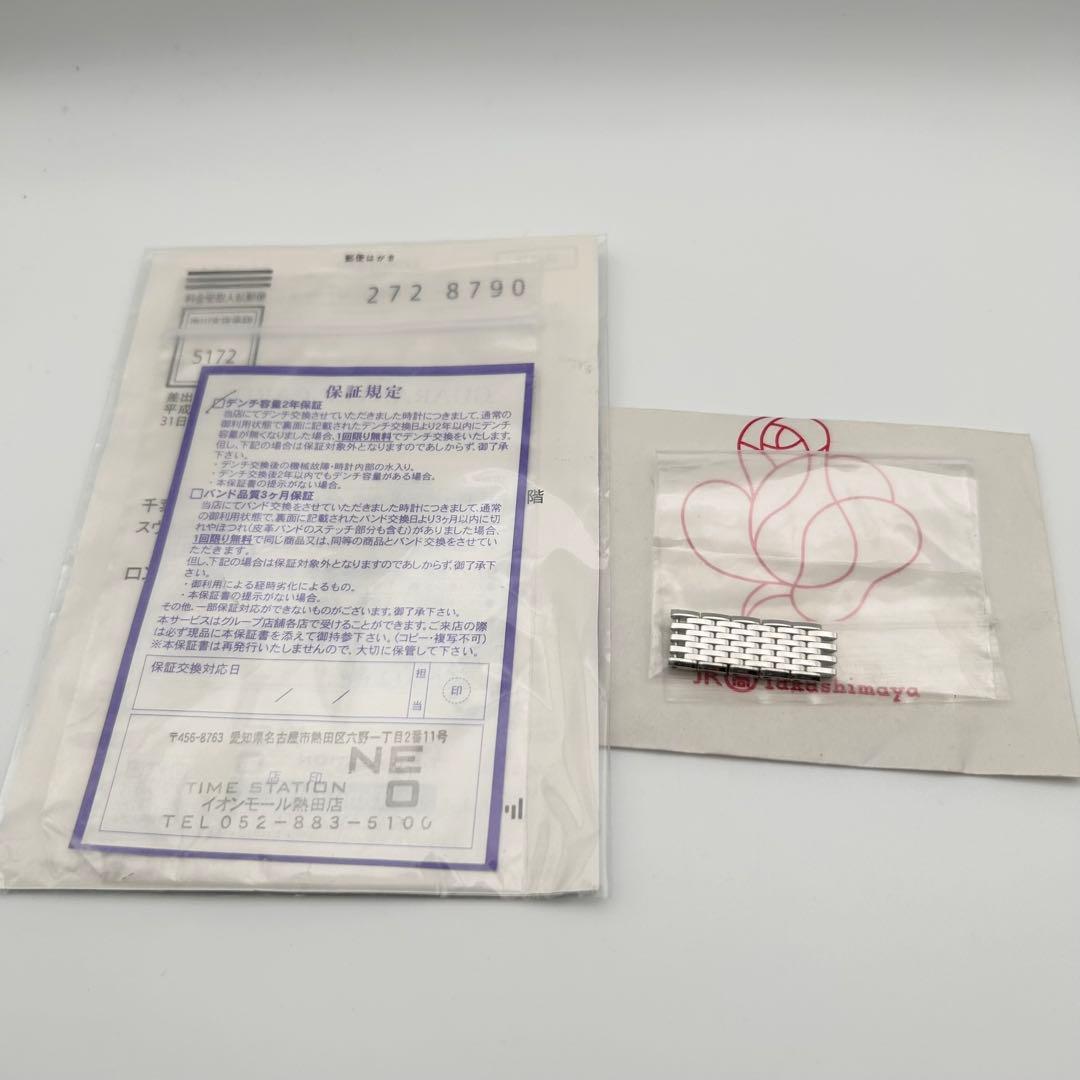 郵便はがき
料金受取人払郵便
272 8790
5172
差出
平成
31日
千葉
スウ
階
ロン
保証規定
デンチ容量2年保証
当店にてデンチ交換させていただきました時計につきまして、通常の
御利用状態で裏面に記載されたデンチ交換日より2年以内にデンチ
容量が無くなりました場合、1回限り無料でデンチ交換をいたします。
但し、下記の場合は保証対象外となりますのであしからず、御了承
下さい。
・デンチ交換後の機械故障・時計内部の水入り。
・デンチ交換後2年以内でもデンチ容量がある場合。
・本保証書の提示がない場合。
□バンド品質3ヶ月保証
当店にてバンド交換をさせていただきました時計につきまして、通常
の御利用状態で、裏面に記載されたバンド交換日より3ヶ月以内に切
れやほつれ(皮革バンドのステッチ部分も含む)がありました場合、
1回限り無料で同じ商品又は、同等の商品とバンド交換をさせてい
ただきます。
但し、下記の場合は保証対象外となりますのであしからず、御了承下
さい。
・御利用による経時劣化によるもの。
・本保証書の提示がない場合。
その他、一部保証対応ができないものがございます。御了承下さい。
本サービスはグループ店舗各店で受けることができます。ご来店の際
は必ず現品に本保証書を添えて御持参下さい。(コピー・複写不可)
※本保証書は再発行いたしませんので、大切に保管して下さい。
保証交換対応日
／ ／
担当
印
〒456-8763 愛知県名古屋市熱田区六野一丁目2番11号
店 印
TIME STATION NEO
イオンモール熱田店
TEL052-883-5100
JR 髙 Takashimaya